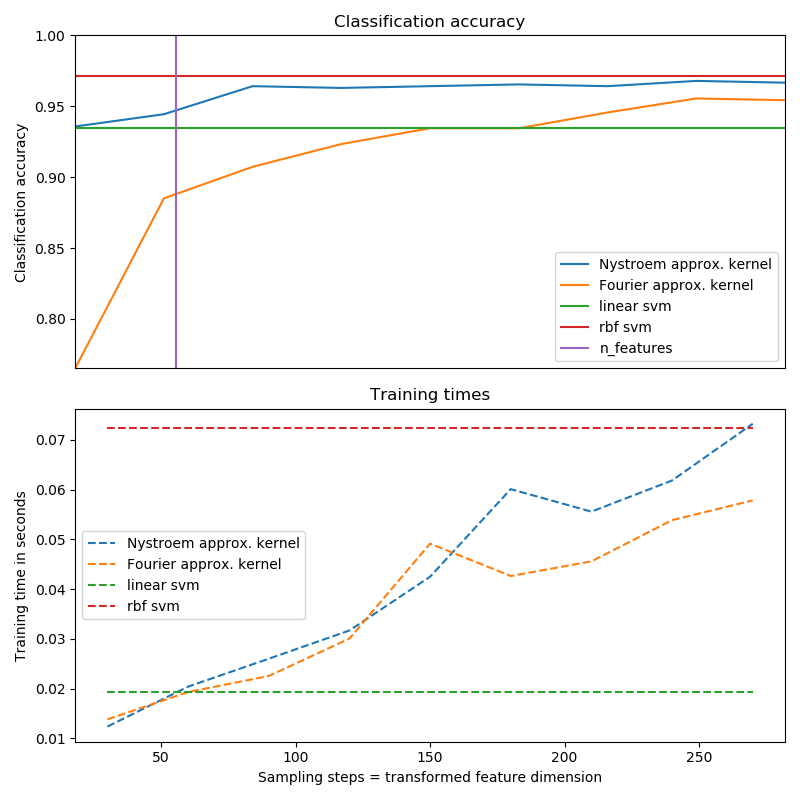 Classification accuracy
1.00
0.95
0.90
0.85
0.80
Classification accuracy
Nystroem approx. kernel
Fourier approx. kernel
linear svm
rbf svm
n_features
Training times
0.07
0.06
0.05
0.04
0.03
0.02
0.01
Training time in seconds
Nystroem approx. kernel
Fourier approx. kernel
linear svm
rbf svm
50 100 150 200 250
Sampling steps = transformed feature dimension